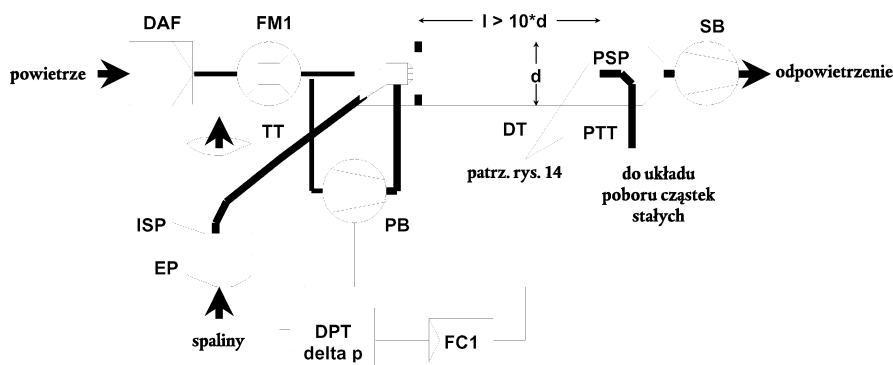 DAF
FM1
l > 10*d
SB
powietrze
d
PSP
odpowietrzenie
TT
DT
PTT
patrz. rys. 14
do układu
poboru cząstek
stałych
ISP
PB
EP
spaliny
DPT
delta p
FC1